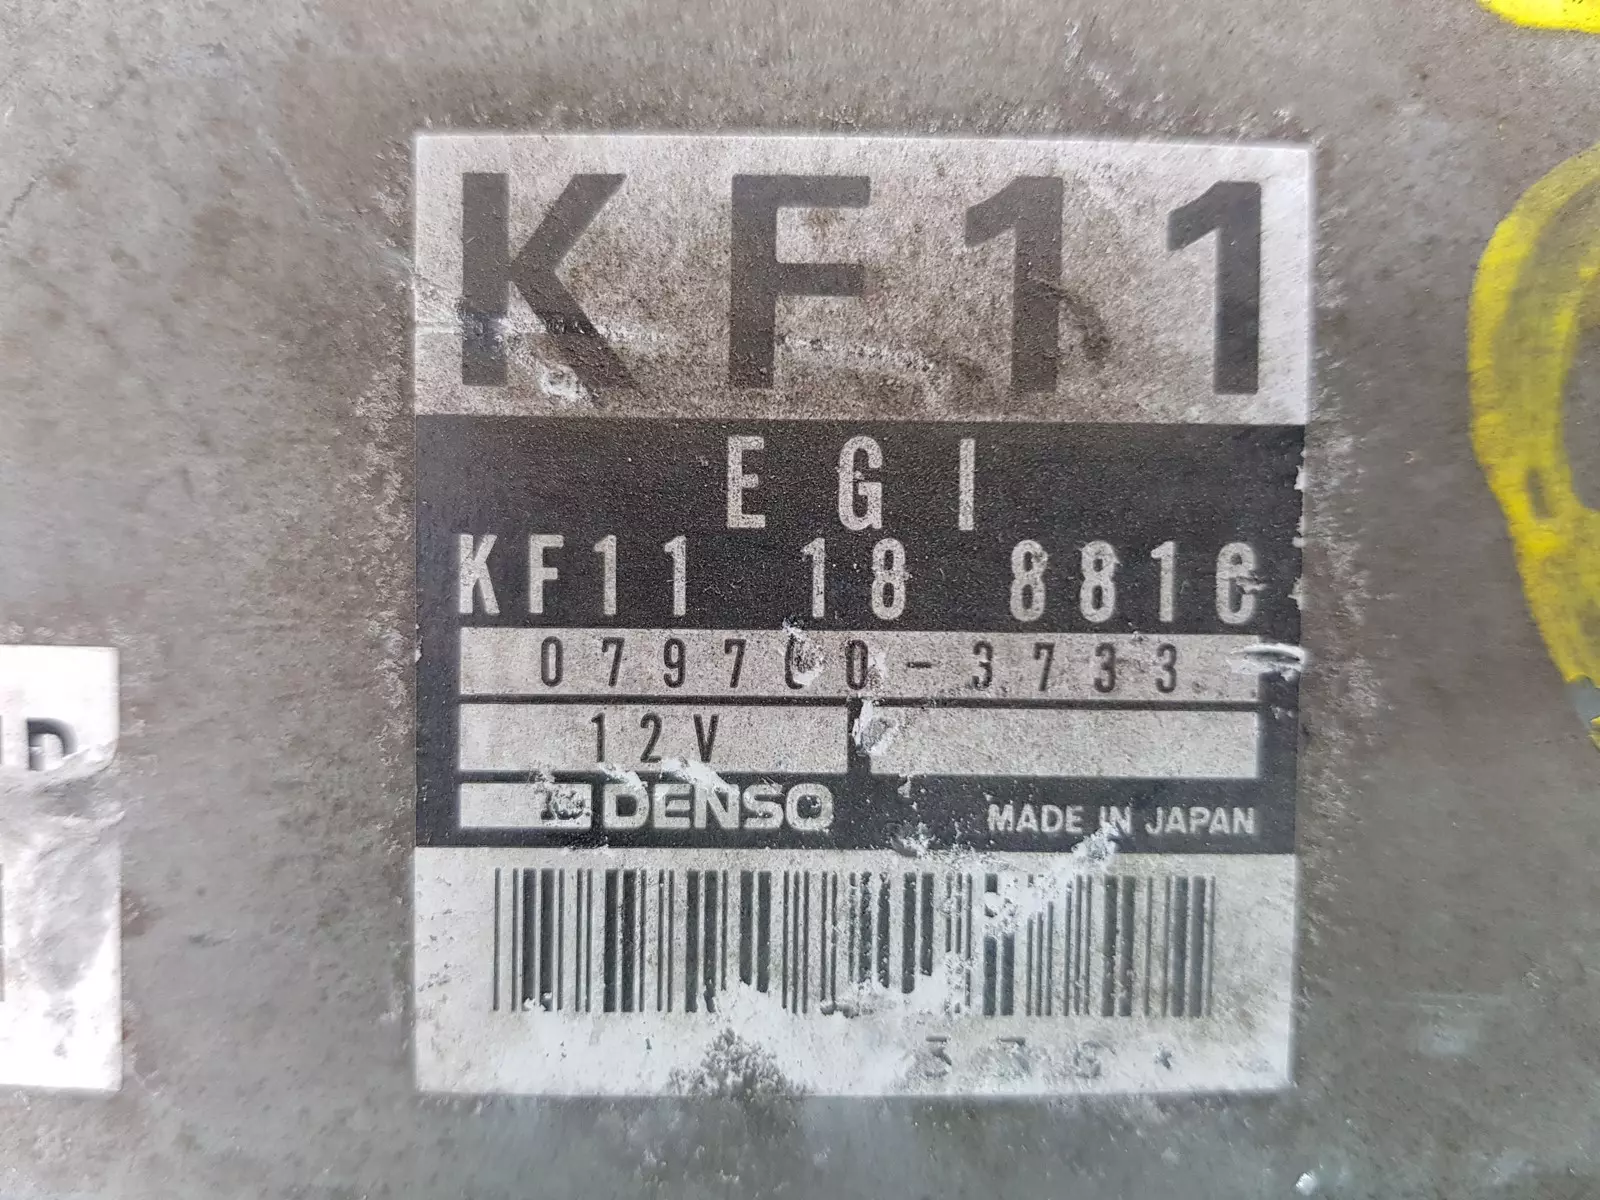 KF11
EGI
KF11 18 881C
079700-3733
12V
DENSO
MADE IN JAPAN